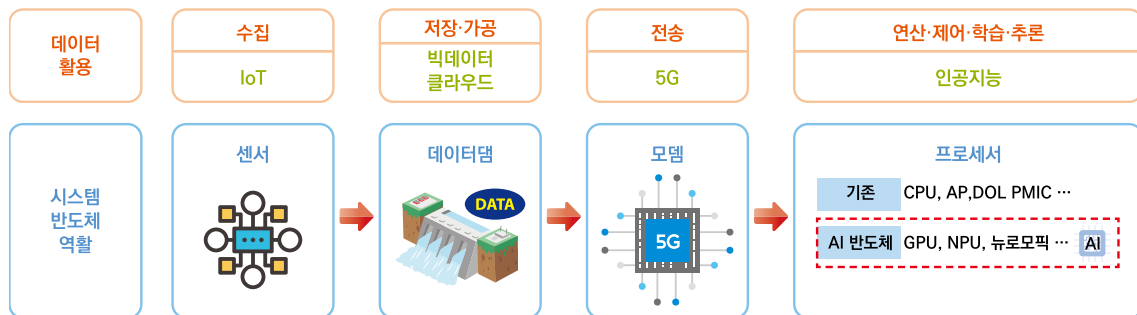 데이터
활용
수집
IoT
저장·가공
빅데이터
클라우드
전송
5G
연산·제어·학습·추론
인공지능
시스템
반도체
역활
센서
데이터댐
DATA
모뎀
5G
프로세서
기존 CPU, AP,DOL PMIC ···
AI 반도체 GPU, NPU, 뉴로모픽 ··· AI